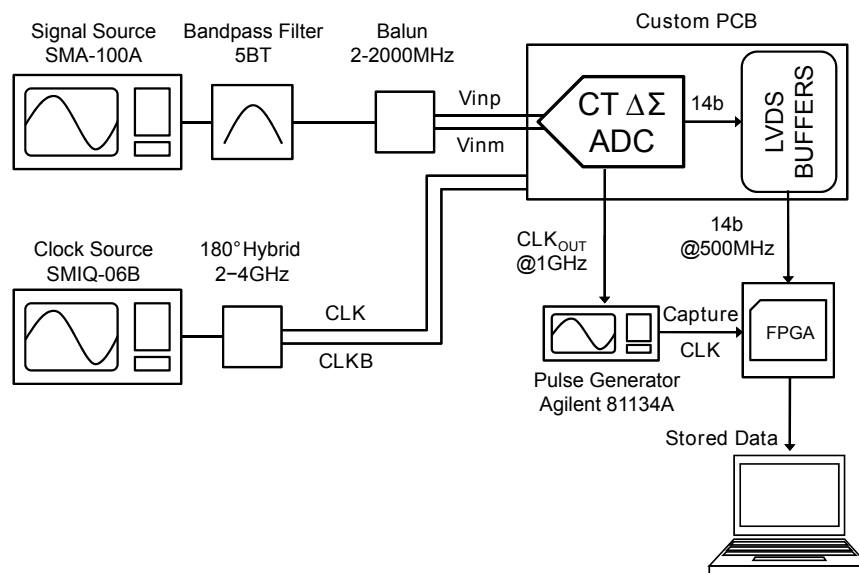 Signal Source
SMA-100A
Bandpass Filter
5BT
Balun
2-2000MHz
Custom PCB
Vinp
Vinm
CT ΔΣ
ADC
14b
LVDS
BUFFERS
Clock Source
SMIQ-06B
180°Hybrid
2−4GHz
CLK
CLKB
CLKOUT
@1GHz
14b
@500MHz
Capture
CLK
FPGA
Pulse Generator
Agilent 81134A
Stored Data